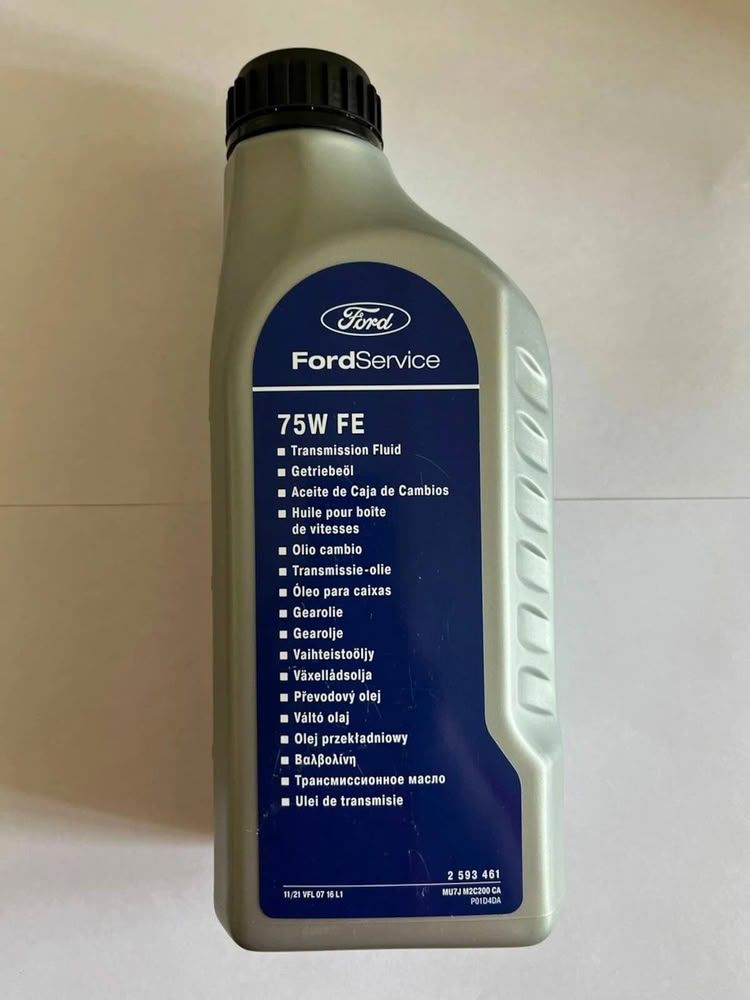 Ford
FordService
75W FE
Transmission Fluid
Getriebeöl
Aceite de Caja de Cambios
Huile pour boîte
de vitesses
Olio cambio
Transmissie-olie
Óleo para caixas
Gearolie
Gearolje
Vaihteistoöljy
Växellådsolja
Převodový olej
Váltó olaj
Olej przekładniowy
Βαλβολίνη
Трансмиссионное масло
Ulei de transmisie
2 593 461
11/21 VFL 07 16 L1
MU7J M2C200 CA
P01D4DA